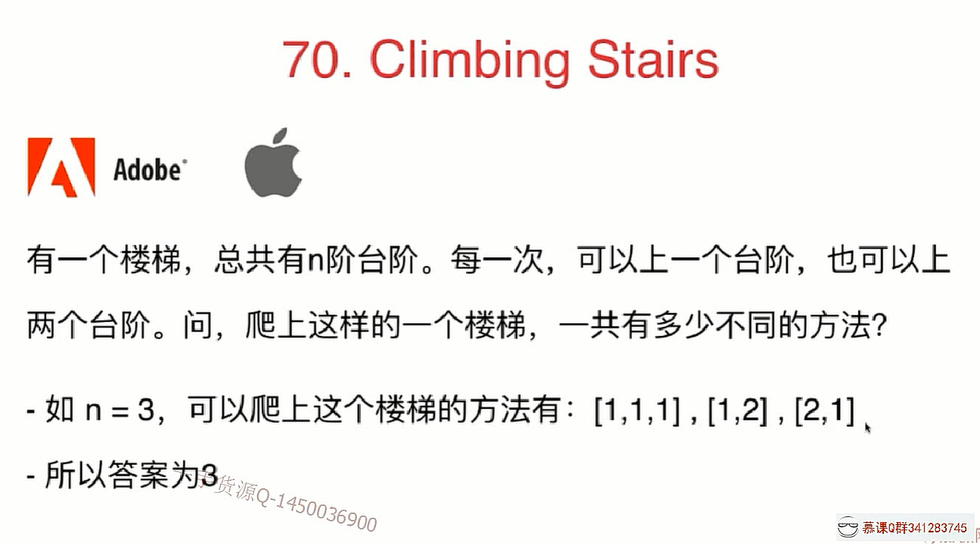 70. Climbing Stairs
Adobe®
有一个楼梯，总共有n阶台阶。每一次，可以上一个台阶，也可以上
两个台阶。问，爬上这样的一个楼梯，一共有多少不同的方法？
- 如 n = 3，可以爬上这个楼梯的方法有：[1,1,1] , [1,2] , [2,1]
- 所以答案为3
货源Q-1450036900
慕课Q群341283745